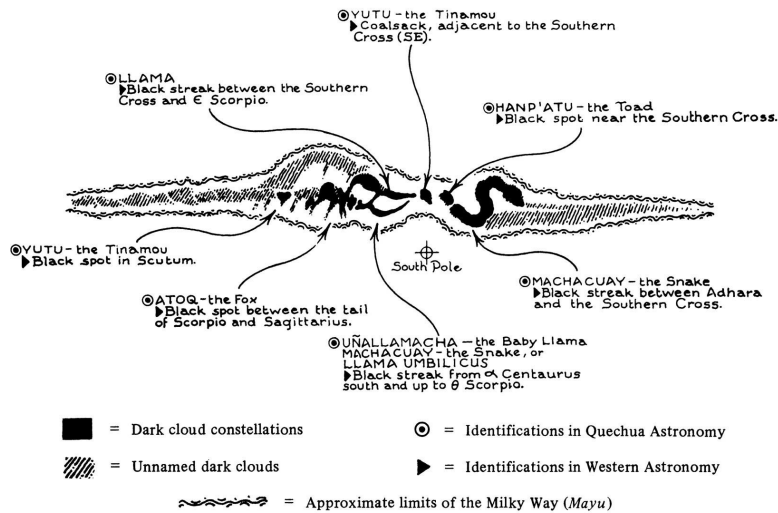 YUTU – the Tinamou
Coalsack, adjacent to the Southern
Cross (SE).
LLAMA
Black streak between the Southern
Cross and ϵ Scorpio.
HANP'ATU – the Toad
Black spot near the Southern Cross.
YUTU – the Tinamou
Black spot in Scutum.
South Pole
ATOQ – the Fox
Black spot between the tail
of Scorpio and Sagittarius.
MACHACUAY – the Snake
Black streak between Adhara
and the Southern Cross.
UÑALLAMACHA – the Baby Llama
MACHACUAY – the Snake, or
LLAMA UMBILICUS
Black streak from α Centaurus
south and up to θ Scorpio.
= Dark cloud constellations
= Identifications in Quechua Astronomy
= Unnamed dark clouds
= Identifications in Western Astronomy
= Approximate limits of the Milky Way (Mayu)